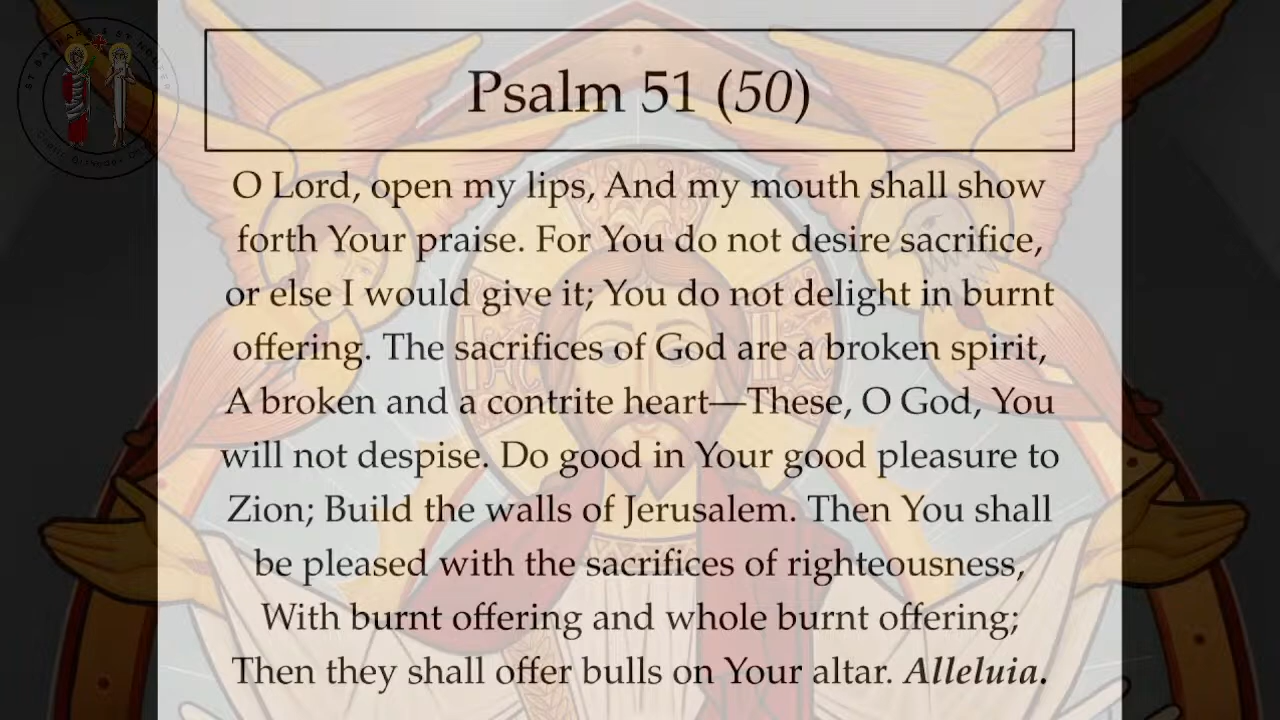 Psalm 51 (50)
O Lord, open my lips, And my mouth shall show
forth Your praise. For You do not desire sacrifice,
or else I would give it; You do not delight in burnt
offering. The sacrifices of God are a broken spirit,
A broken and a contrite heart—These, O God, You
will not despise. Do good in Your good pleasure to
Zion; Build the walls of Jerusalem. Then You shall
be pleased with the sacrifices of righteousness,
With burnt offering and whole burnt offering;
Then they shall offer bulls on Your altar. Alleluia.